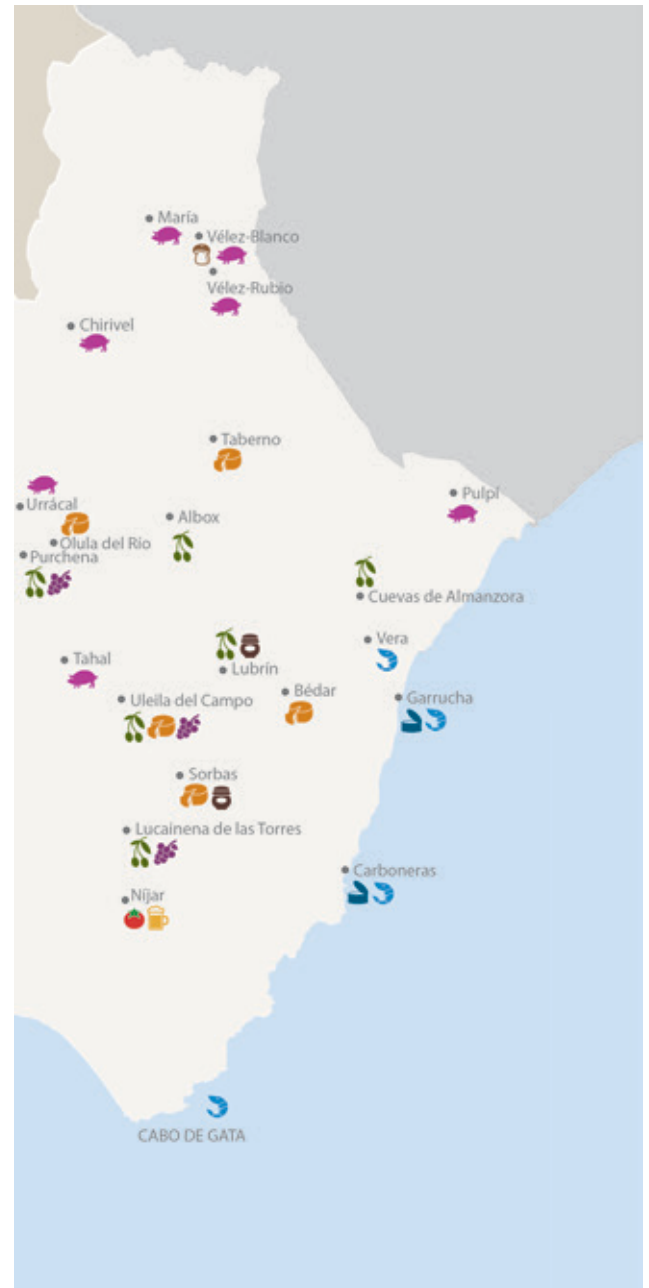 María
Vélez-Blanco
Vélez-Rubio
Chirivel
Taberno
Pulpí
Urrácal
Albox
Olula del Río
Purchena
Cuevas de Almanzora
Vera
Tahal
Lubrín
Bédar
Uleila del Campo
Garrucha
Sorbas
Lucainena de las Torres
Carboneras
Níjar
CABO DE GATA